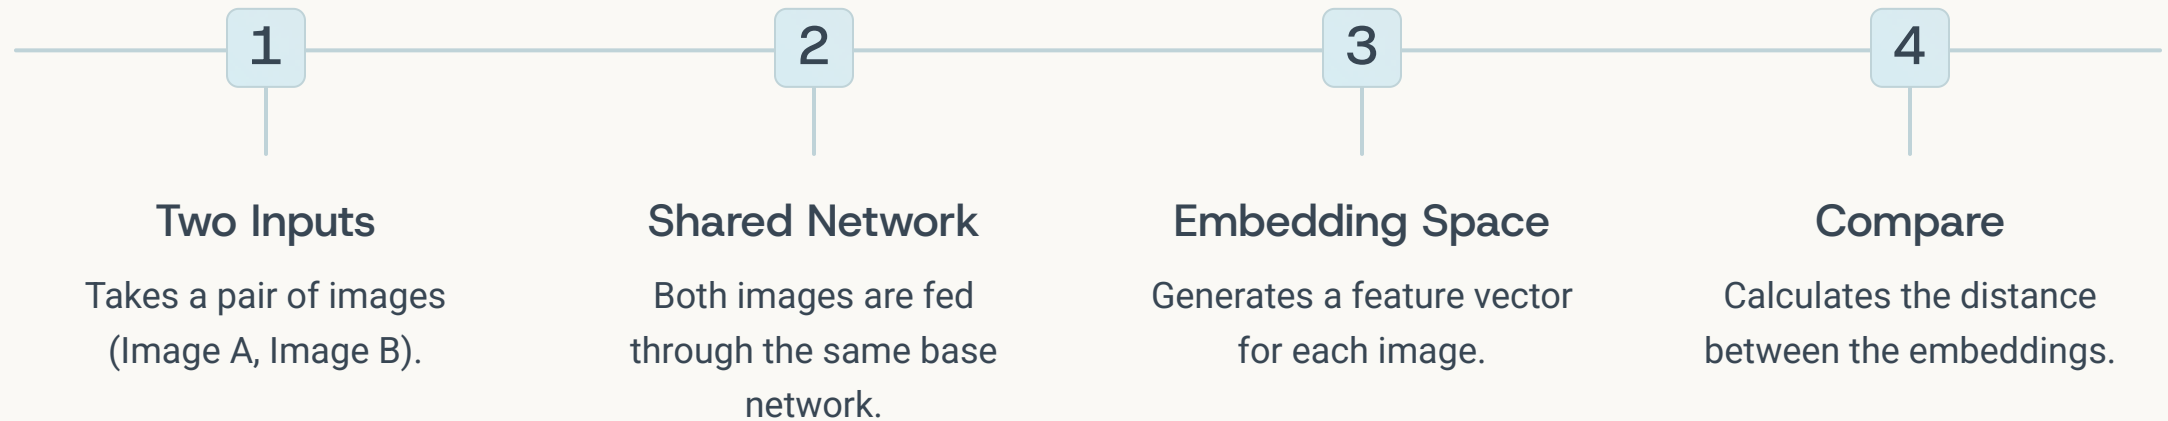 1
Two Inputs
Takes a pair of images
(Image A, Image B).
2
Shared Network
Both images are fed
through the same base
network.
3
Embedding Space
Generates a feature vector
for each image.
4
Compare
Calculates the distance
between the embeddings.